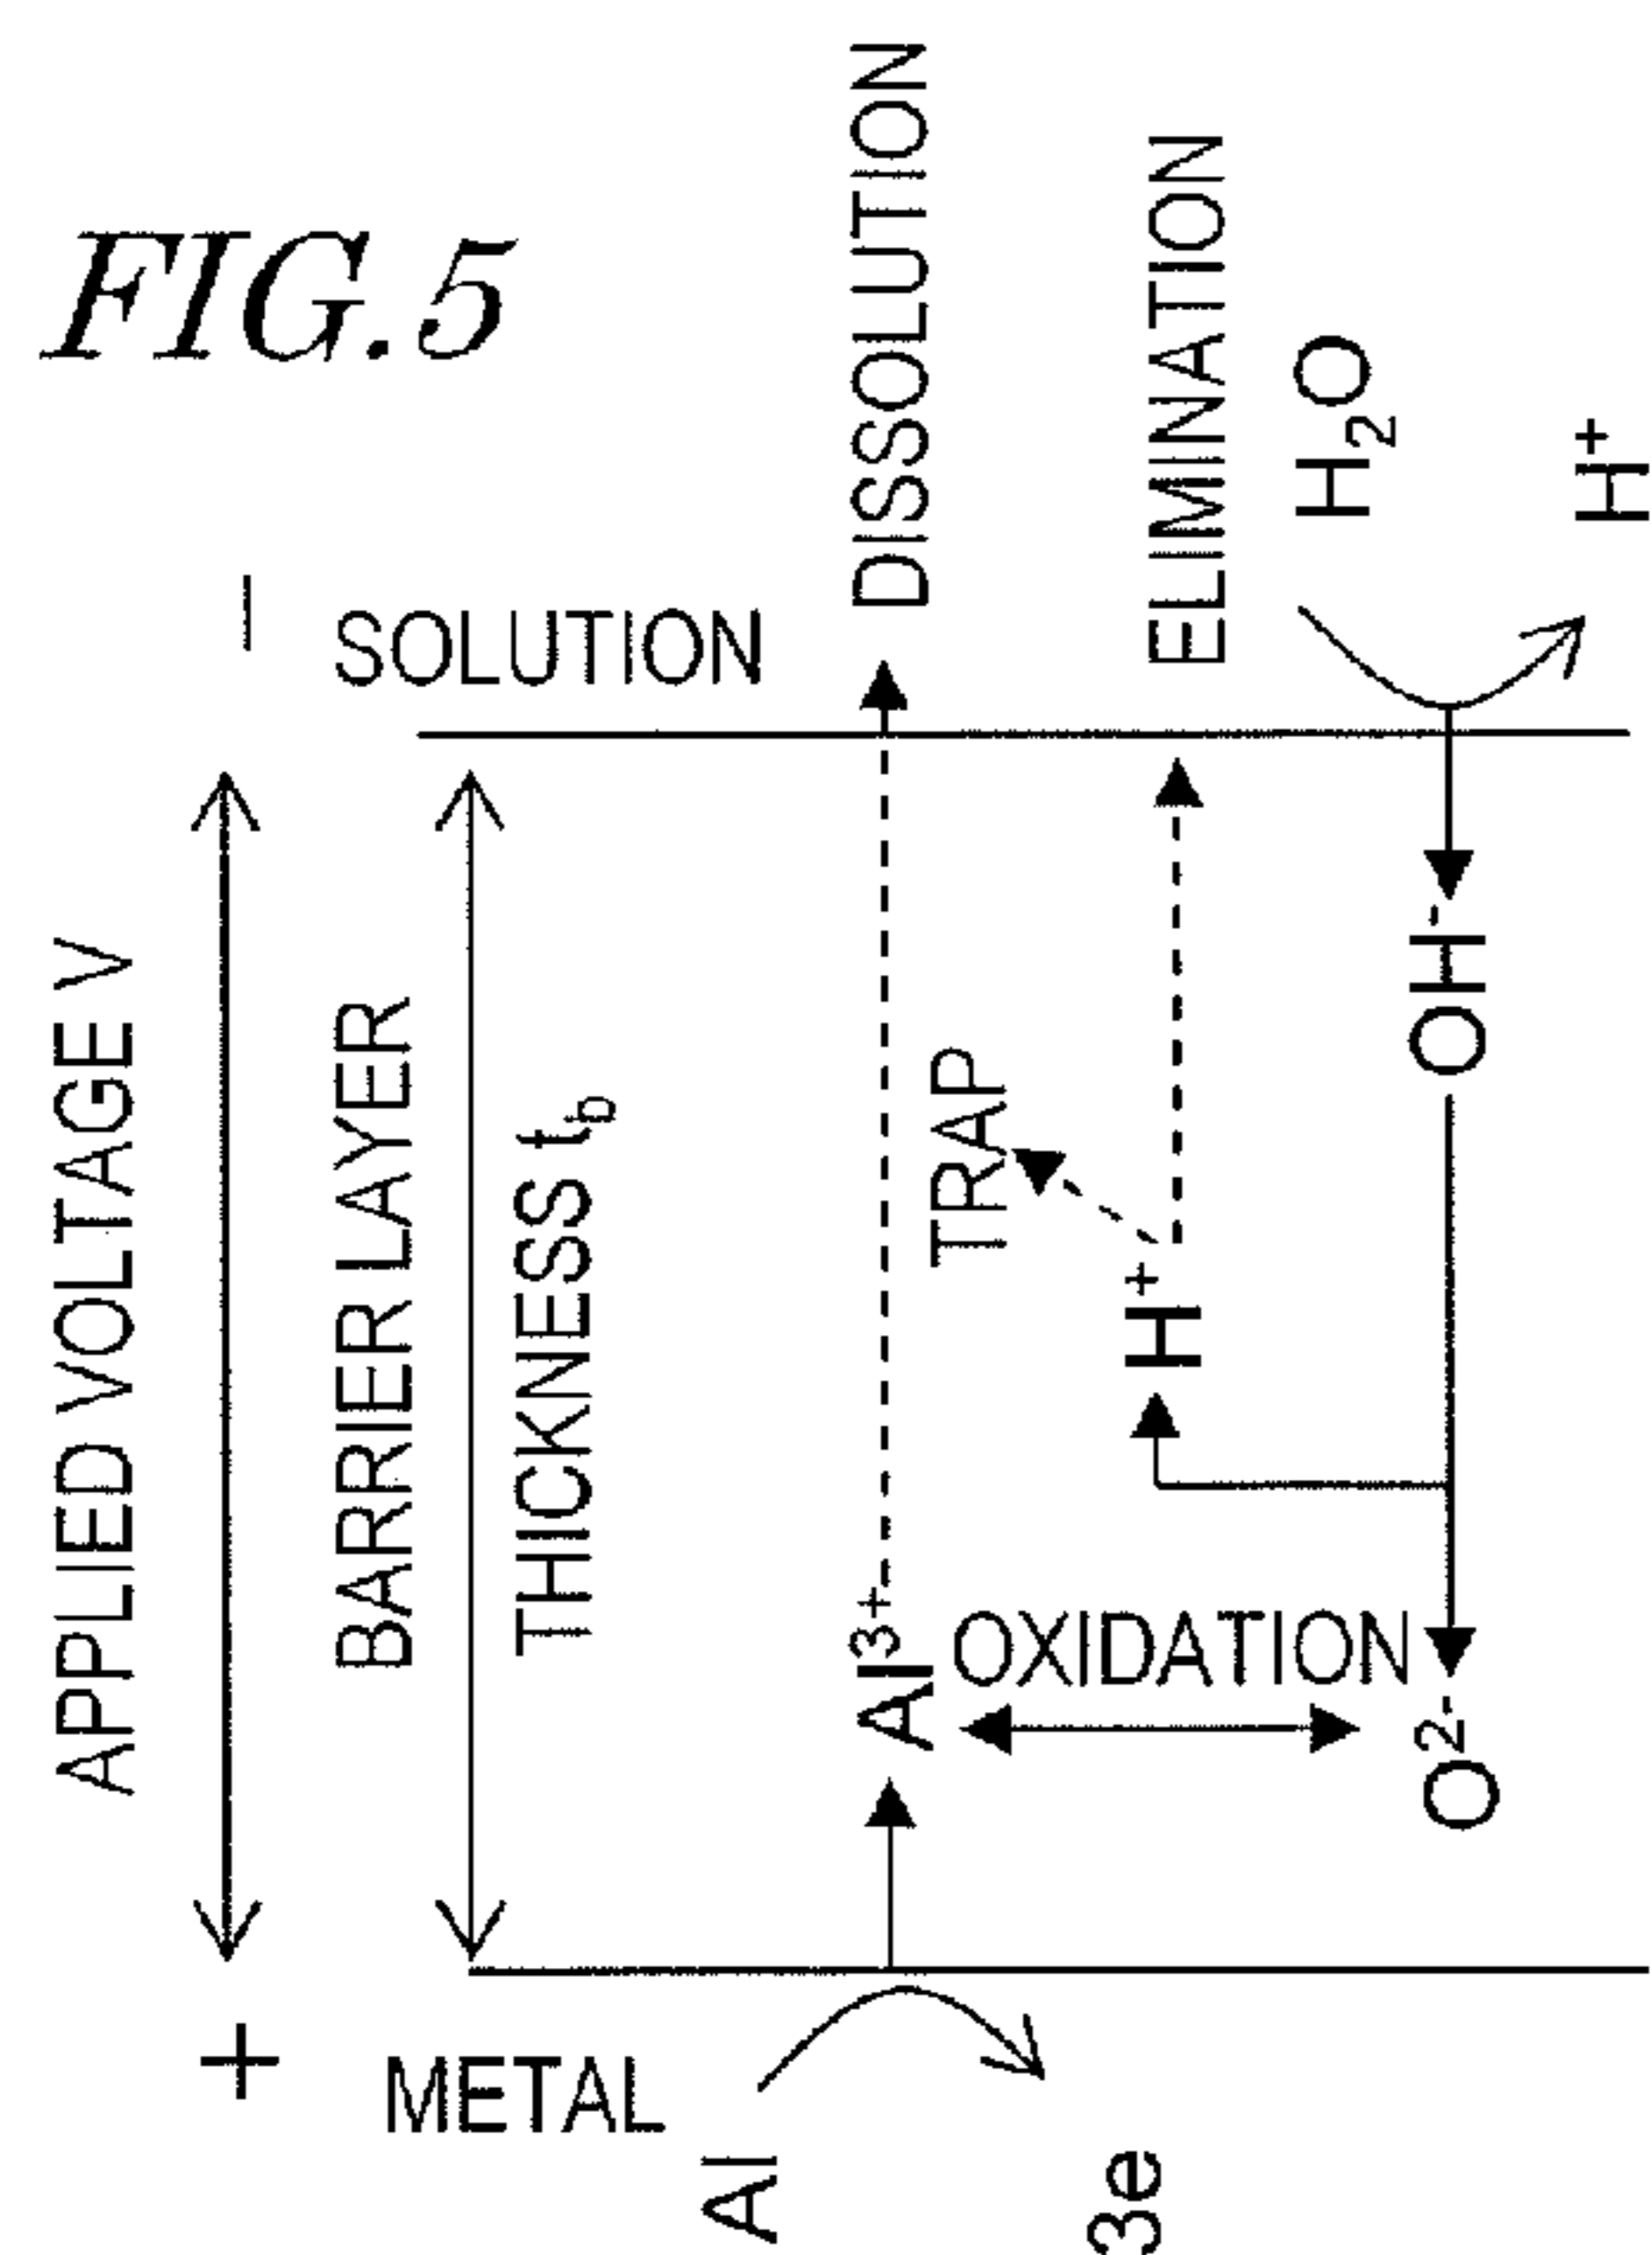 FIG.5
APPLIED VOLTAGE V
+
−
BARRIER LAYER
THICKNESS tb
METAL
SOLUTION
Al
3e
Al3+
DISSOLUTION
TRAP
OXIDATION
H+
ELIMINATION
O2-
OH-
H2O
H+